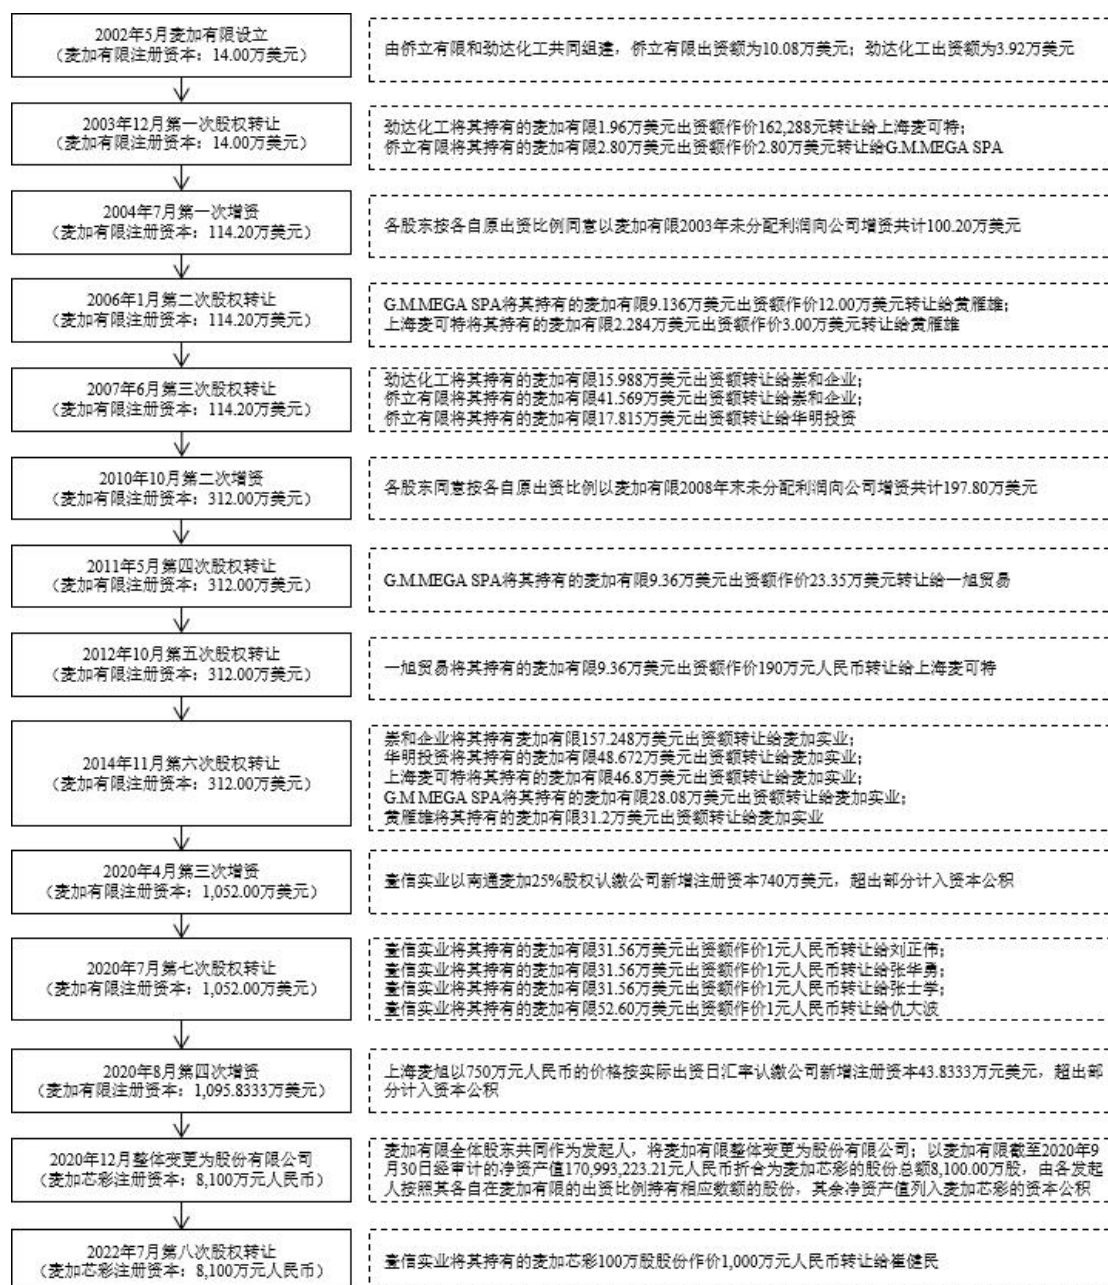 2002年5月麦加有限设立
（麦加有限注册资本：14.00万美元）
由侨立有限和劲达化工共同组建，侨立有限出资额为10.08万美元；劲达化工出资额为3.92万美元
2003年12月第一次股权转让
（麦加有限注册资本：14.00万美元）
劲达化工将其持有的麦加有限1.96万美元出资额作价162,288元转让给上海麦可特；
侨立有限将其持有的麦加有限2.80万美元出资额作价2.80万美元转让给G.M.MEGA SPA
2004年7月第一次增资
（麦加有限注册资本：114.20万美元）
各股东按各自原出资比例同意以麦加有限2003年未分配利润向公司增资共计100.20万美元
2006年1月第二次股权转让
（麦加有限注册资本：114.20万美元）
G.M.MEGA SPA将其持有的麦加有限9.136万美元出资额作价12.00万美元转让给黄雁雄；
上海麦可特将其持有的麦加有限2.284万美元出资额作价3.00万美元转让给黄雁雄
2007年6月第三次股权转让
（麦加有限注册资本：114.20万美元）
劲达化工将其持有的麦加有限15.988万美元出资额转让给崇和企业；
侨立有限将其持有的麦加有限41.569万美元出资额转让给崇和企业；
侨立有限将其持有的麦加有限17.815万美元出资额转让给华明投资
2010年10月第二次增资
（麦加有限注册资本：312.00万美元）
各股东同意按各自原出资比例以麦加有限2008年末未分配利润向公司增资共计197.80万美元
2011年5月第四次股权转让
（麦加有限注册资本：312.00万美元）
G.M.MEGA SPA将其持有的麦加有限9.36万美元出资额作价23.35万美元转让给一旭贸易
2012年10月第五次股权转让
（麦加有限注册资本：312.00万美元）
一旭贸易将其持有的麦加有限9.36万美元出资额作价190万元人民币转让给上海麦可特
2014年11月第六次股权转让
（麦加有限注册资本：312.00万美元）
崇和企业将其持有麦加有限157.248万美元出资额转让给麦加实业；
华明投资将其持有的麦加有限48.672万美元出资额转让给麦加实业；
上海麦可特将其持有的麦加有限46.8万美元出资额转让给麦加实业；
G.M.MEGA SPA将其持有的麦加有限28.08万美元出资额转让给麦加实业；
黄雁雄将其持有的麦加有限31.2万美元出资额转让给麦加实业
2020年4月第三次增资
（麦加有限注册资本：1,052.00万美元）
壹信实业以南通麦加25%股权认缴公司新增注册资本740万美元，超出部分计入资本公积
2020年7月第七次股权转让
（麦加有限注册资本：1,052.00万美元）
壹信实业将其持有的麦加有限31.56万美元出资额作价1元人民币转让给刘正伟；
壹信实业将其持有的麦加有限31.56万美元出资额作价1元人民币转让给张华勇；
壹信实业将其持有的麦加有限31.56万美元出资额作价1元人民币转让给张士学；
壹信实业将其持有的麦加有限52.60万美元出资额作价1元人民币转让给仇大波
2020年8月第四次增资
（麦加有限注册资本：1,095.8333万美元）
上海麦旭以750万元人民币的价格按实际出资日汇率认缴公司新增注册资本43.8333万元美元，超出部
分计入资本公积
2020年12月整体变更为股份有限公司
（麦加芯彩注册资本：8,100万元人民币）
麦加有限全体股东共同作为发起人，将麦加有限整体变更为股份有限公司；以麦加有限截至2020年9
月30日经审计的净资产值170,993,223.21元人民币折合为麦加芯彩的股份总额8,100.00万股，由各发起
人按照其各自在麦加有限的出资比例持有相应数额的股份，其余净资产值列入麦加芯彩的资本公积
2022年7月第八次股权转让
（麦加芯彩注册资本：8,100万元人民币）
壹信实业将其持有的麦加芯彩100万股股份作价1,000万元人民币转让给崔健民